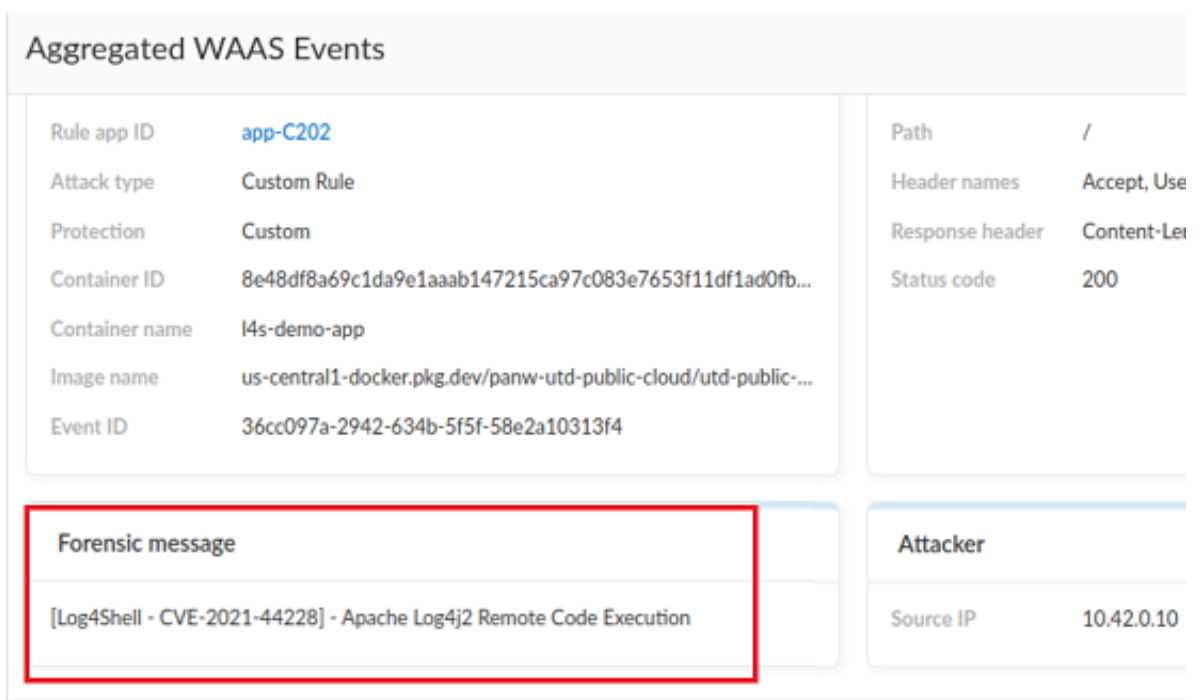 Aggregated WAAS Events
Rule app ID app-C202
Attack type Custom Rule
Protection Custom
Container ID 8e48df8a69c1da9e1aaab147215ca97c083e7653f11df1ad0fb...
Container name l4s-demo-app
Image name us-central1-docker.pkg.dev/panw-utd-public-cloud/utd-public-...
Event ID 36cc097a-2942-634b-5f5f-58e2a10313f4
Path /
Header names Accept, Use
Response header Content-Ler
Status code 200
Forensic message
[Log4Shell - CVE-2021-44228] - Apache Log4j2 Remote Code Execution
Attacker
Source IP 10.42.0.10